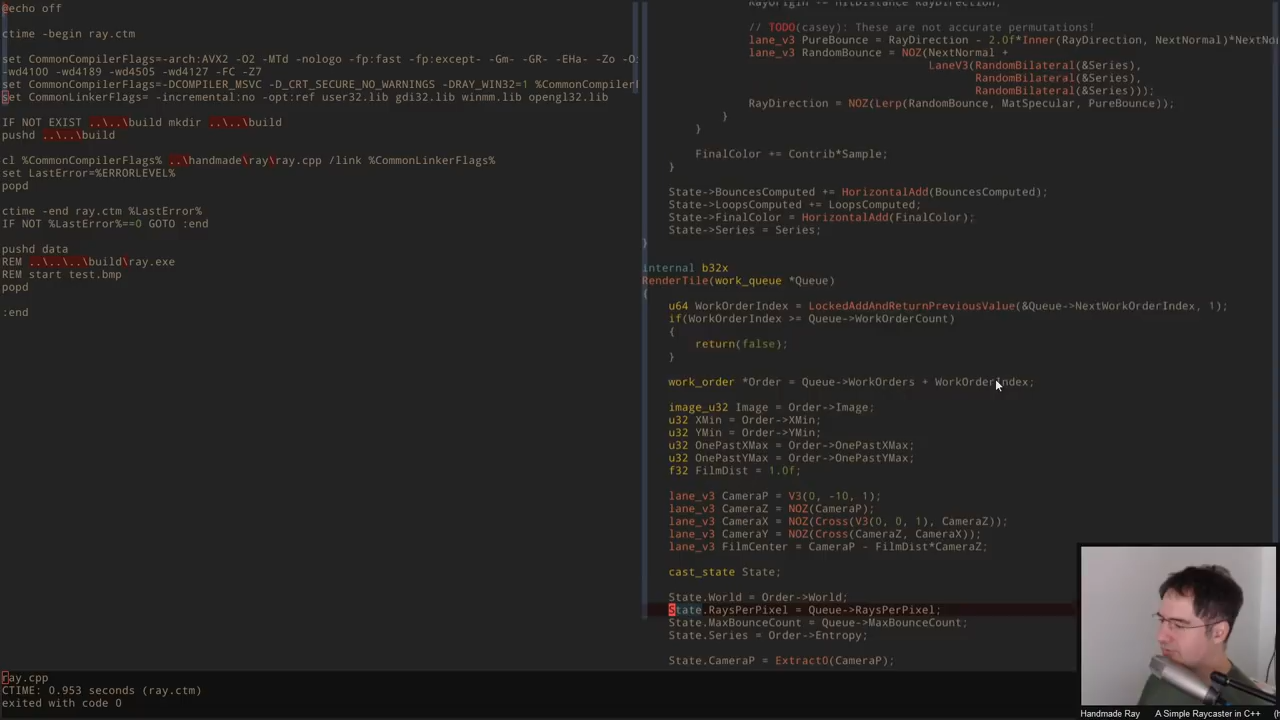 @echo off
ctime -begin ray.ctm
set CommonCompilerFlags=-arch:AVX2 -O2 -MTd -nologo -fp:fast -fp:except- -Gm- -GR- -EHa- -Zo -O
-wd4100 -wd4189 -wd4505 -wd4127 -FC -Z7
set CommonCompilerFlags=-DCOMPILER_MSVC -D_CRT_SECURE_NO_WARNINGS -DRAY_WIN32=1 %CommonCompilerF
set CommonLinkerFlags= -incremental:no -opt:ref user32.lib gdi32.lib winmm.lib opengl32.lib
IF NOT EXIST ..\..\build mkdir ..\..\build
pushd ..\..\build
cl %CommonCompilerFlags% ..\handmade\ray\ray.cpp /link %CommonLinkerFlags%
set LastError=%ERRORLEVEL%
popd
ctime -end ray.ctm %LastError%
IF NOT %LastError%==0 GOTO :end
pushd data
REM ..\..\..\build\ray.exe
REM start test.bmp
popd
:end
ray.cpp
CTIME: 0.953 seconds (ray.ctm)
exited with code 0
RayOrigin += HitDistance*RayDirection;
// TODO(casey): These are not accurate permutations!
lane_v3 PureBounce = RayDirection - 2.0f*Inner(RayDirection, NextNormal)*NextNo
lane_v3 RandomBounce = NOZ(NextNormal +
LaneV3(RandomBilateral(&Series),
RandomBilateral(&Series),
RandomBilateral(&Series)));
RayDirection = NOZ(Lerp(RandomBounce, MatSpecular, PureBounce));
}
}
FinalColor += Contrib*Sample;
}
State->BouncesComputed += HorizontalAdd(BouncesComputed);
State->LoopsComputed += LoopsComputed;
State->FinalColor = HorizontalAdd(FinalColor);
State->Series = Series;
}
internal b32x
RenderTile(work_queue *Queue)
{
u64 WorkOrderIndex = LockedAddAndReturnPreviousValue(&Queue->NextWorkOrderIndex, 1);
if(WorkOrderIndex >= Queue->WorkOrderCount)
{
return(false);
}
work_order *Order = Queue->WorkOrders + WorkOrderIndex;
image_u32 Image = Order->Image;
u32 XMin = Order->XMin;
u32 YMin = Order->YMin;
u32 OnePastXMax = Order->OnePastXMax;
u32 OnePastYMax = Order->OnePastYMax;
f32 FilmDist = 1.0f;
lane_v3 CameraP = V3(0, -10, 1);
lane_v3 CameraZ = NOZ(CameraP);
lane_v3 CameraX = NOZ(Cross(V3(0, 0, 1), CameraZ));
lane_v3 CameraY = NOZ(Cross(CameraZ, CameraX));
lane_v3 FilmCenter = CameraP - FilmDist*CameraZ;
cast_state State;
State.World = Order->World;
State.RaysPerPixel = Queue->RaysPerPixel;
State.MaxBounceCount = Queue->MaxBounceCount;
State.Series = Order->Entropy;
State.CameraP = Extract0(CameraP);
Handmade Ray A Simple Raycaster in C++ (h